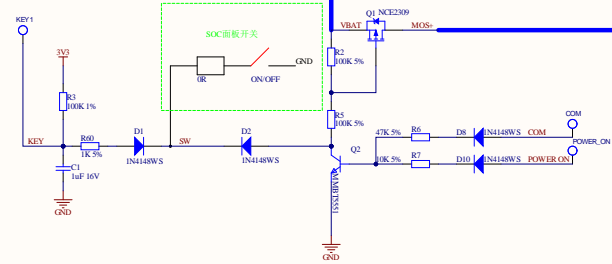 KEY1
3V3
R3
100K 1%
KEY
R60
1K 5%
C1
1uF 16V
GND
D1
1N4148WS
SOC面板开关
0R
ON/OFF
GND
SW
D2
1N4148WS
VBAT
Q1 NCE2309
MOS+
R2
100K 5%
R5
100K 5%
Q2
MMBT5551
GND
47K 5%
R6
10K 5%
R7
D8
1N4148WS
COM
COM
D10
1N4148WS
POWER ON
POWER_ON